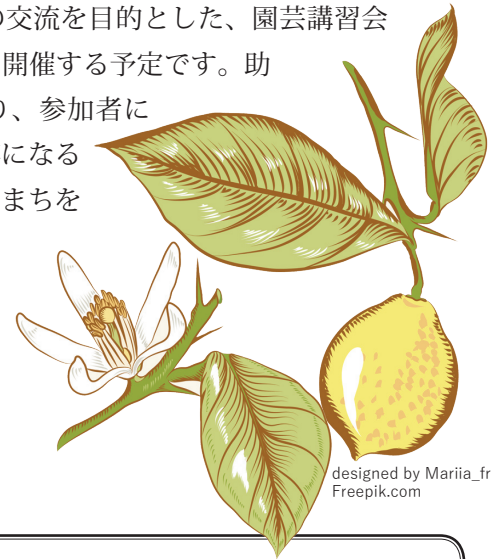 の交流を目的とした、園芸講習会
開催する予定です。助
り、参加者に
になる
まちを
designed by Mariia_fr
Freepik.com